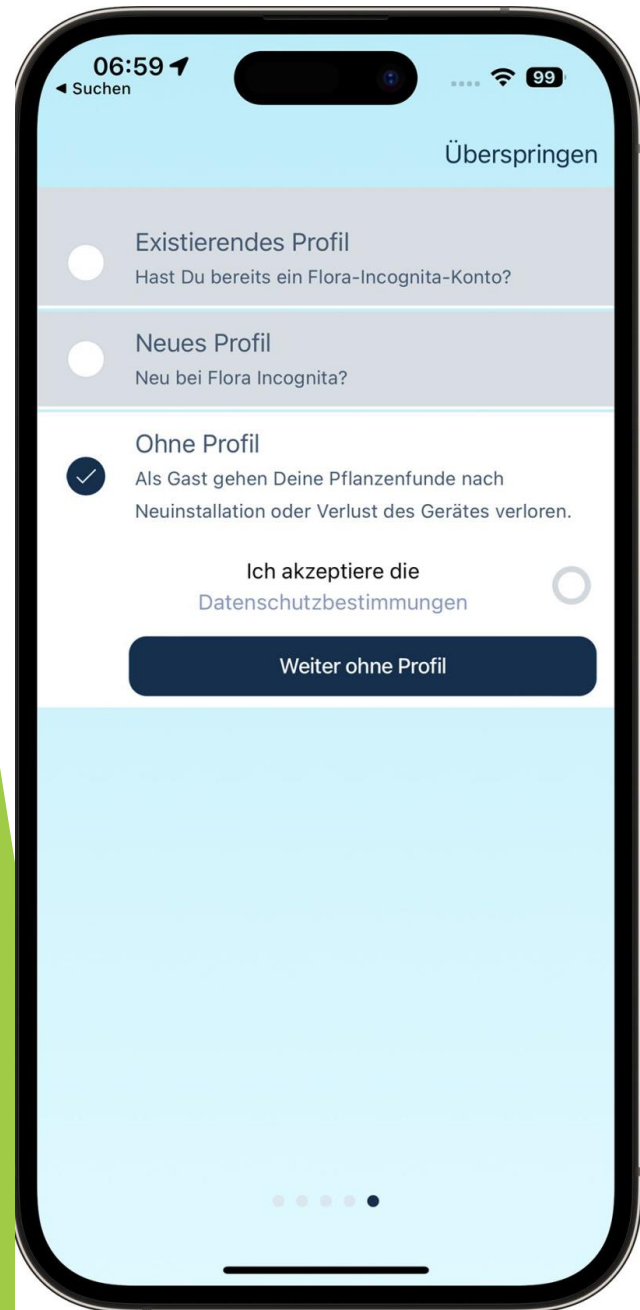 06:59
◀ Suchen
99
Überspringen
Existierendes Profil
Hast Du bereits ein Flora-Incognita-Konto?
Neues Profil
Neu bei Flora Incognita?
Ohne Profil
Als Gast gehen Deine Pflanzenfunde nach
Neuinstallation oder Verlust des Gerätes verloren.
Ich akzeptiere die
Datenschutzbestimmungen
Weiter ohne Profil